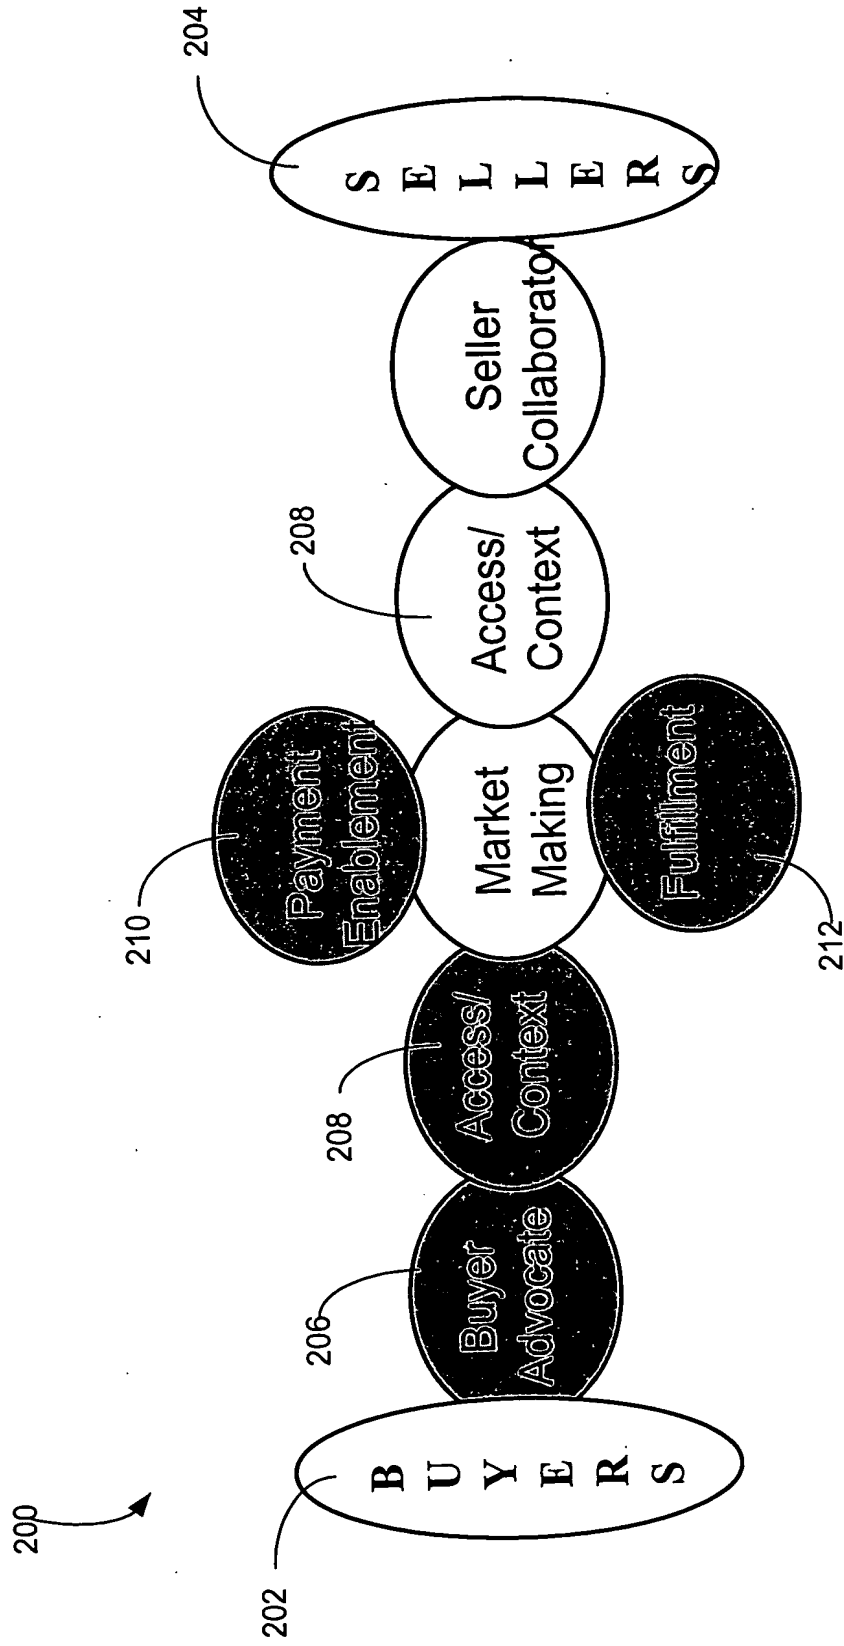 200
202
BUYERS
206
Buyer
Advocate
208
Access/
Context
210
Payment
Enablement
Market
Making
212
Fulfillment
208
Access/
Context
Seller
Collaborator
204
SELLERS